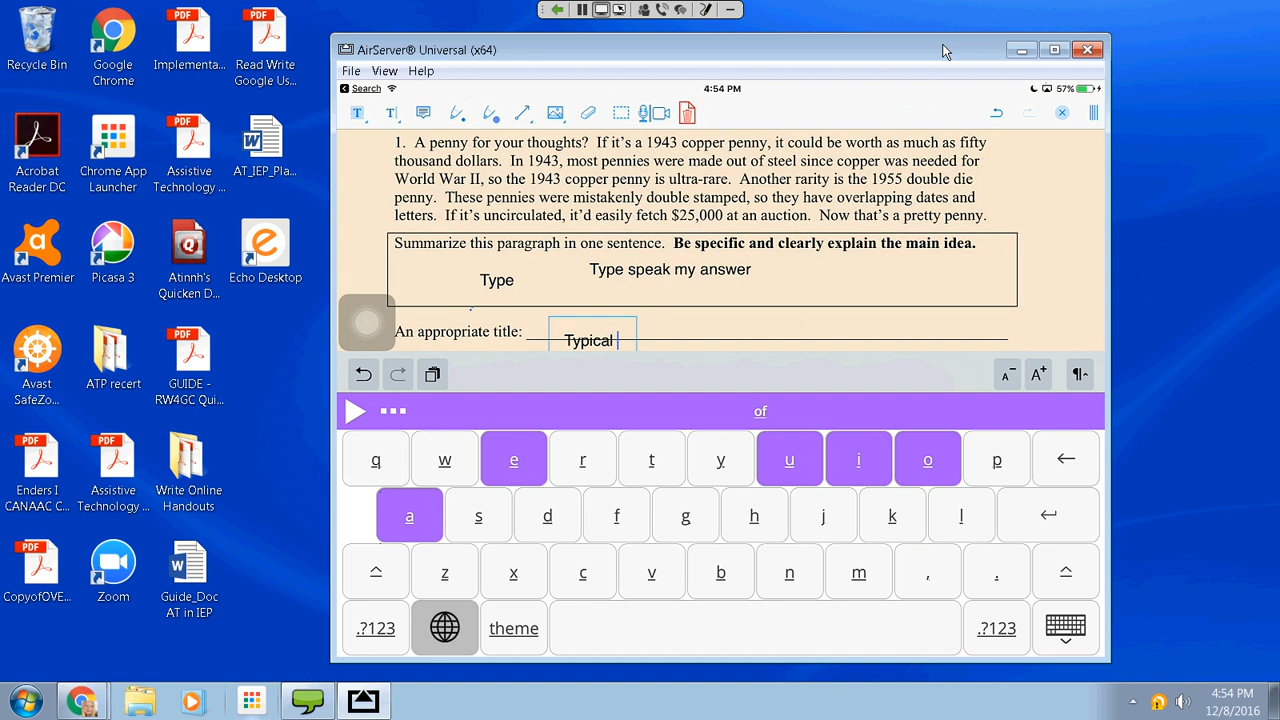 AirServer® Universal (x64)
File View Help
Search 4:54 PM 57%
1. A penny for your thoughts? If it's a 1943 copper penny, it could be worth as much as fifty
thousand dollars. In 1943, most pennies were made out of steel since copper was needed for
World War II, so the 1943 copper penny is ultra-rare. Another rarity is the 1955 double die
penny. These pennies were mistakenly double stamped, so they have overlapping dates and
letters. If it's uncirculated, it'd easily fetch $25,000 at an auction. Now that's a pretty penny.
Summarize this paragraph in one sentence. Be specific and clearly explain the main idea.
Type speak my answer
Type
An appropriate title:
Typical
A- A+
of
q w e r t y u i o p
a s d f g h j k l
z x c v b n m , .
.?123 theme .?123
Recycle Bin
Google
Chrome
Implementa...
Read Write
Google Us...
Acrobat
Reader DC
Chrome App
Launcher
Assistive
Technology ...
AT_IEP_Pla...
Avast Premier
Picasa 3
Atinnh's
Quicken D...
Echo Desktop
Avast
SafeZo...
ATP recert
GUIDE -
RW4GC Qui...
Enders I
CANAAC C...
Assistive
Technology ...
Write Online
Handouts
CopyofOVE...
Zoom
Guide_Doc
AT in IEP
4:54 PM
12/8/2016